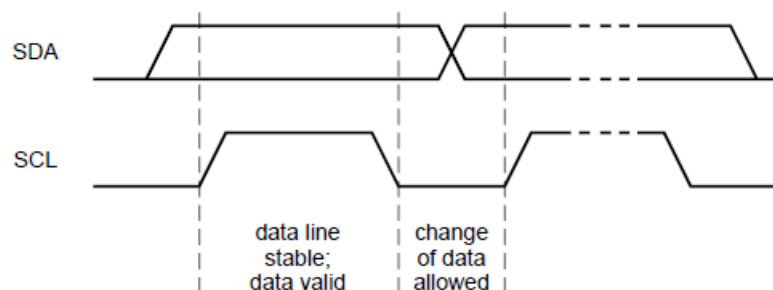 SDA
SCL
data line
stable;
data valid
change
of data
allowed